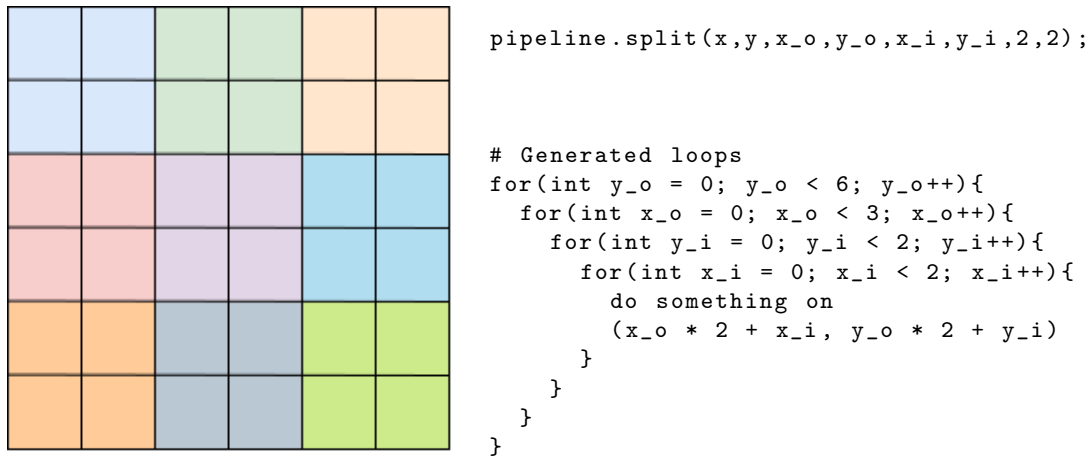 pipeline.split(x,y,x_o,y_o,x_i,y_i,2,2);
# Generated loops
for(int y_o = 0; y_o < 6; y_o++){
for(int x_o = 0; x_o < 3; x_o++){
for(int y_i = 0; y_i < 2; y_i++){
for(int x_i = 0; x_i < 2; x_i++){
do something on
(x_o * 2 + x_i, y_o * 2 + y_i)
}
}
}
}